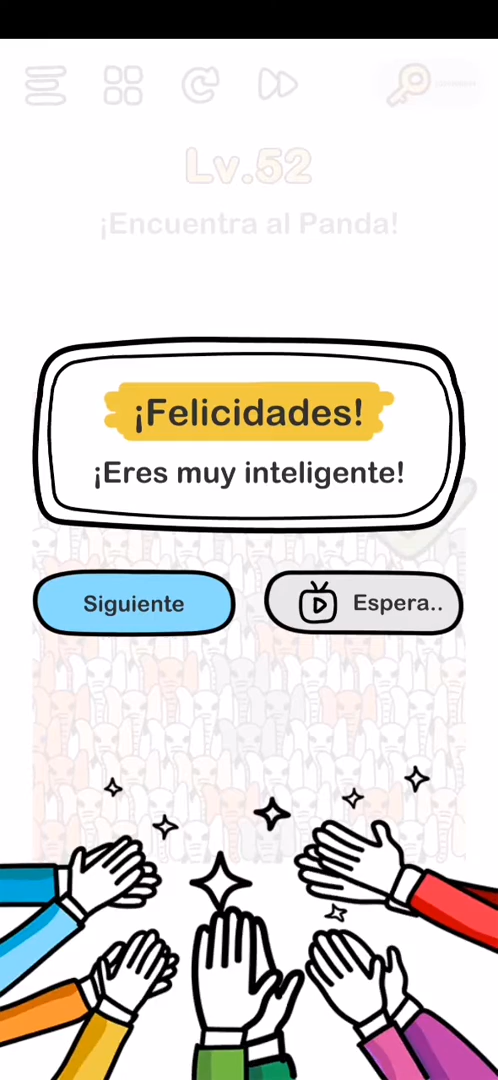 Lv.52
¡Encuentra al Panda!
¡Felicidades!
¡Eres muy inteligente!
Siguiente
Espera..